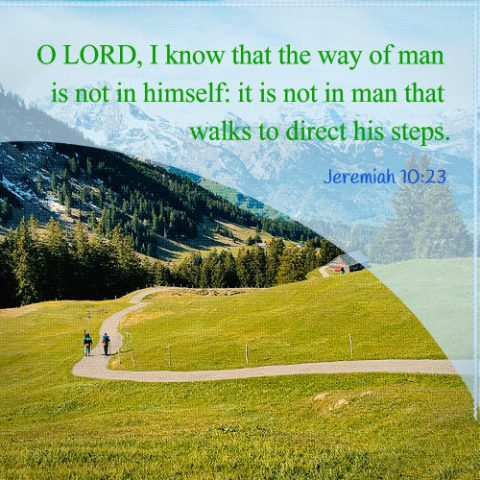 O LORD, I know that the way of man
is not in himself: it is not in man that
walks to direct his steps.
Jeremiah 10:23